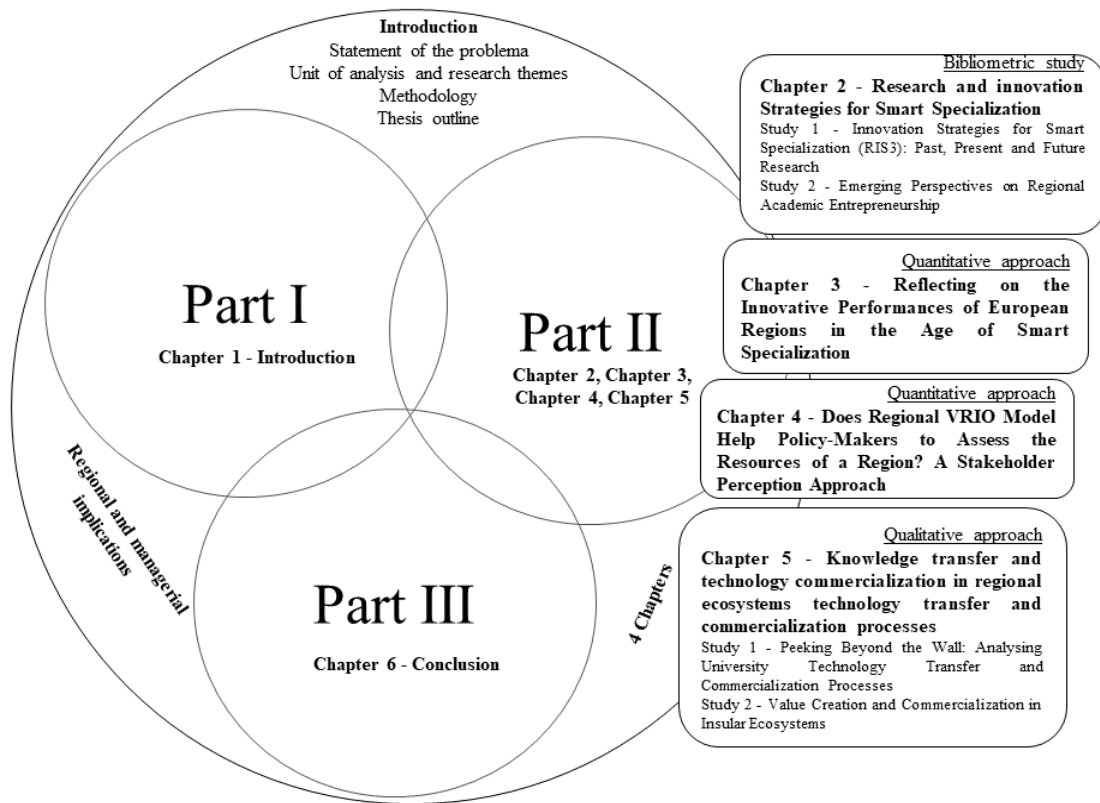 Introduction
Statement of the problema
Unit of analysis and research themes
Methodology
Thesis outline
Part I
Chapter 1 - Introduction
Part II
Chapter 2, Chapter 3,
Chapter 4, Chapter 5
Part III
Chapter 6 - Conclusion
Regional and managerial
implications
4 Chapters
Bibliometric study
Chapter 2 - Research and innovation
Strategies for Smart Specialization
Study 1 - Innovation Strategies for Smart
Specialization (RIS3): Past, Present and Future
Research
Study 2 - Emerging Perspectives on Regional
Academic Entrepreneurship
Quantitative approach
Chapter 3 - Reflecting on the
Innovative Performances of European
Regions in the Age of Smart
Specialization
Quantitative approach
Chapter 4 - Does Regional VRIO Model
Help Policy-Makers to Assess the
Resources of a Region? A Stakeholder
Perception Approach
Qualitative approach
Chapter 5 - Knowledge transfer and
technology commercialization in regional
ecosystems technology transfer and
commercialization processes
Study 1 - Peeking Beyond the Wall: Analysing
University Technology Transfer and
Commercialization Processes
Study 2 - Value Creation and Commercialization in
Insular Ecosystems